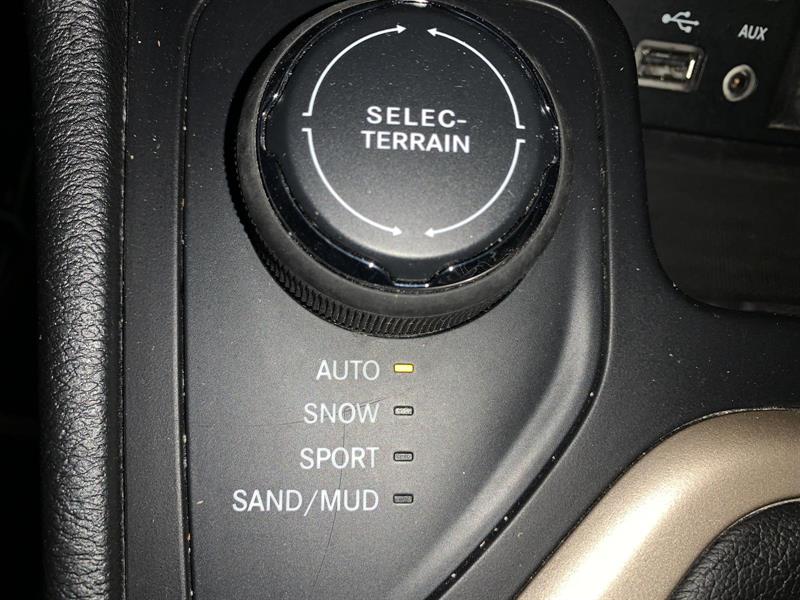 AUX
SELEC-
TERRAIN
AUTO
SNOW
SPORT
SAND/MUD